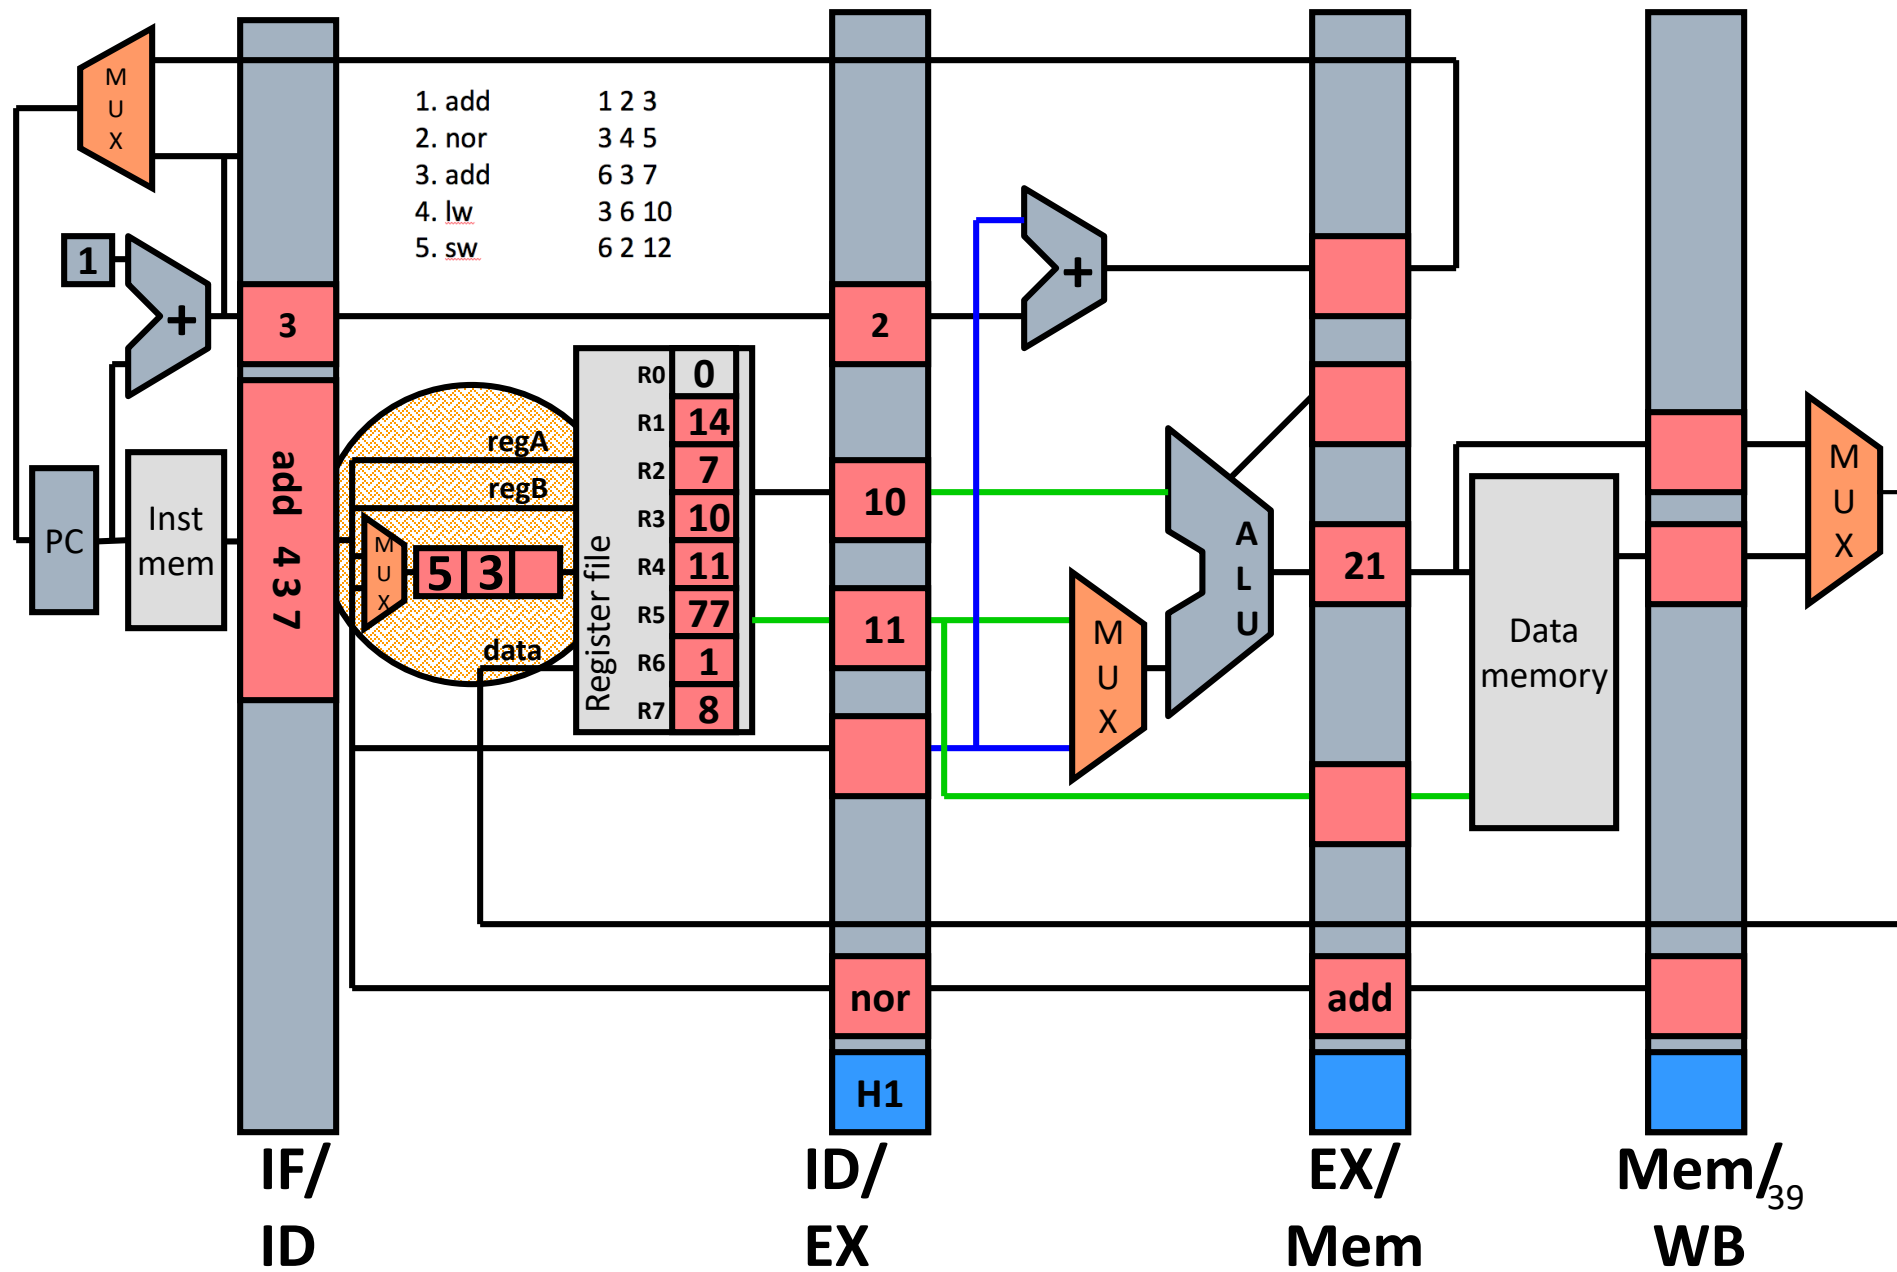 M
U
X
1. add 1 2 3
2. nor 3 4 5
3. add 6 3 7
4. lw 3 6 10
5. sw 6 2 12
1
+
+
3
2
R0 0
R1 14
R2 7
R3 10
R4 11
R5 77
R6 1
R7 8
Register file
regA
regB
M
U
X
5 3
data
add 4 3 7
PC
Inst
mem
10
11
M
U
X
A
L
U
21
Data
memory
M
U
X
nor
add
H1
IF/
ID
ID/
EX
EX/
Mem
Mem/
WB
39